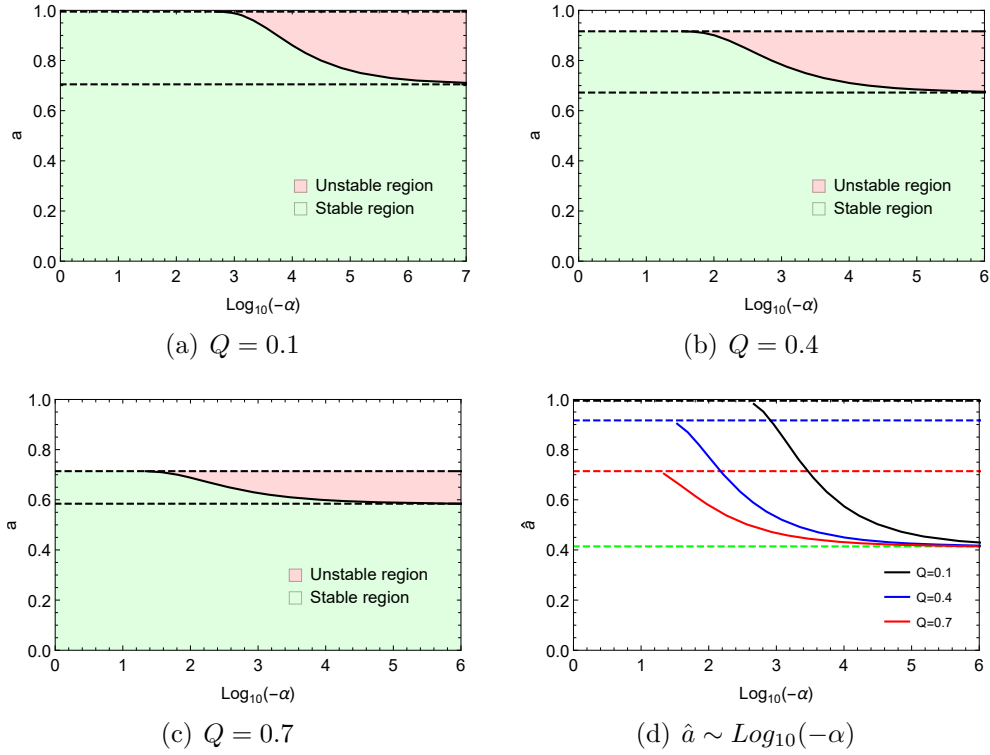 1.0
0.8
0.6
0.4
0.2
0.0
a
Unstable region
Stable region
0 1 2 3 4 5 6 7
Log10(-α)
(a) Q = 0.1
1.0
0.8
0.6
0.4
0.2
0.0
a
Unstable region
Stable region
0 1 2 3 4 5 6
Log10(-α)
(b) Q = 0.4
1.0
0.8
0.6
0.4
0.2
0.0
a
Unstable region
Stable region
0 1 2 3 4 5 6
Log10(-α)
(c) Q = 0.7
1.0
0.8
0.6
0.4
0.2
0.0
â
Q=0.1
Q=0.4
Q=0.7
0 1 2 3 4 5 6
Log10(-α)
(d) â ∼ Log10(−α)